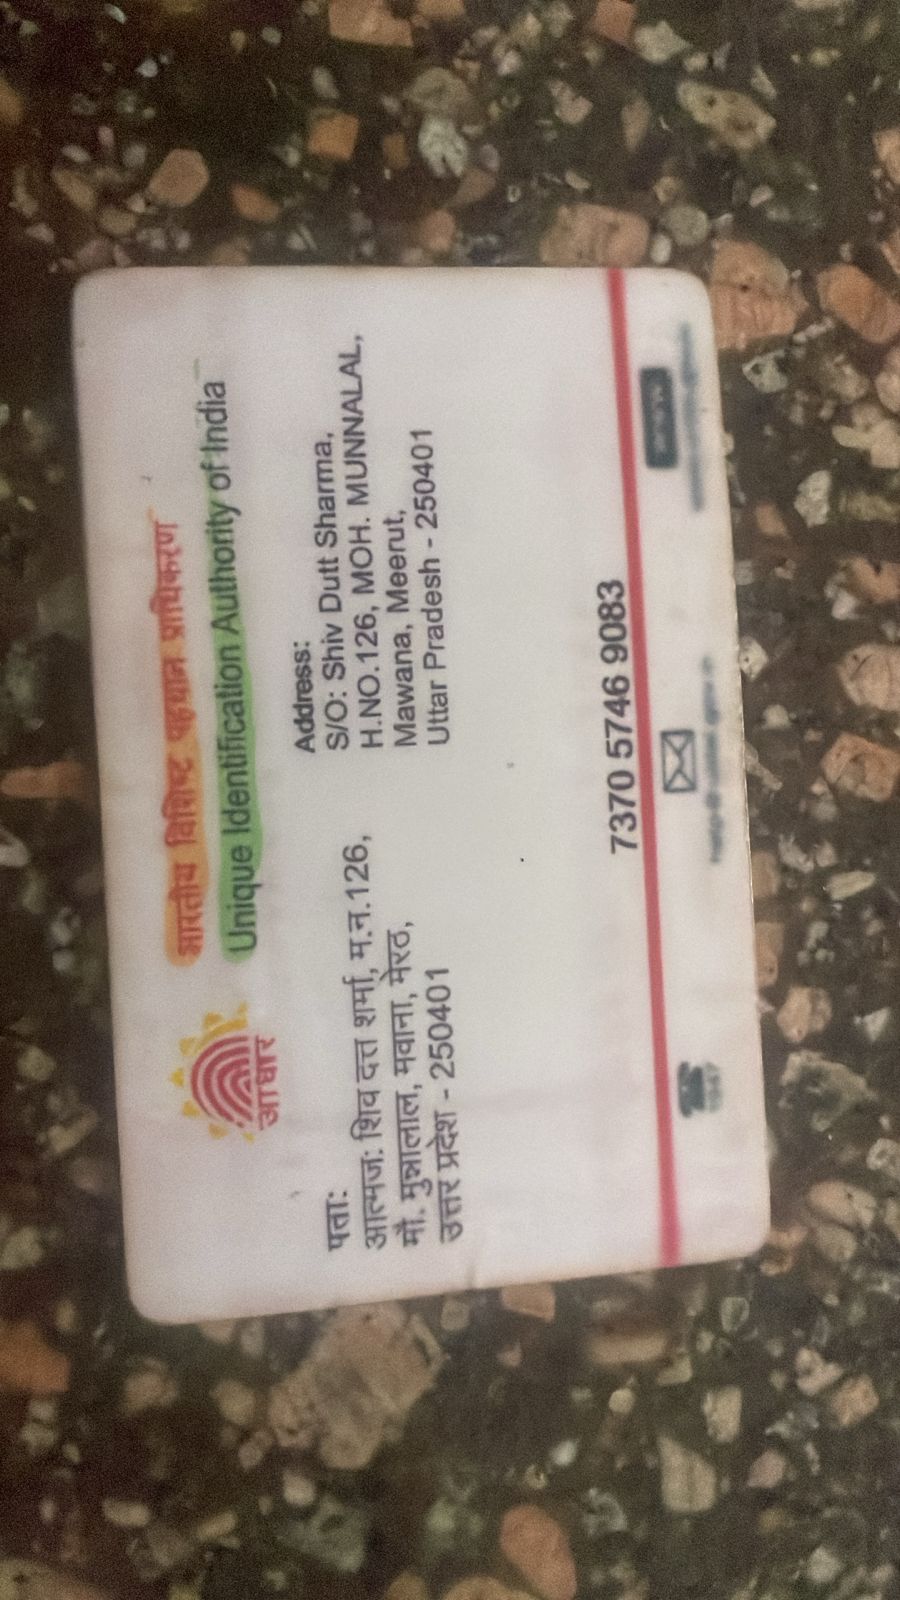 भारतीय विशिष्ट पहचान प्राधिकरण
Unique Identification Authority of India
आधार
पता:
आत्मज: शिव दत्त शर्मा, म.न.126,
मौ. मुन्नालाल, मवाना, मेरठ,
उत्तर प्रदेश - 250401
Address:
S/O: Shiv Dutt Sharma,
H.NO.126, MOH. MUNNALAL,
Mawana, Meerut,
Uttar Pradesh - 250401
7370 5746 9083
1947